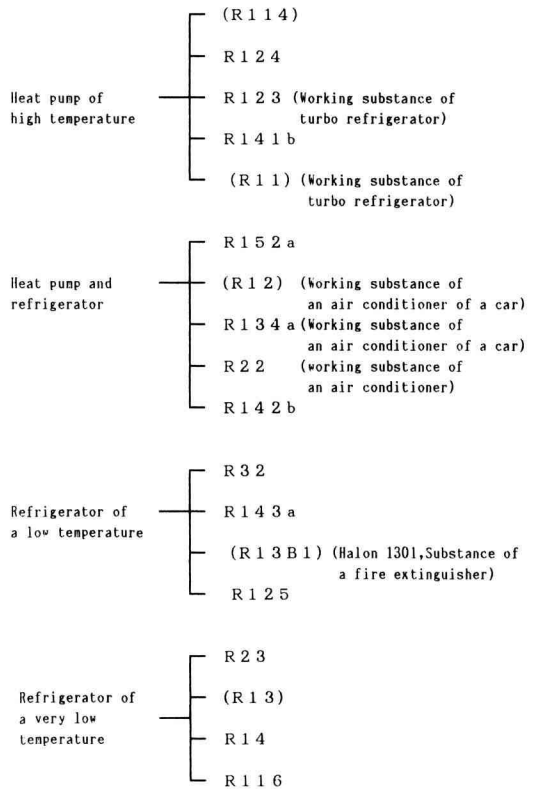 (R114)
R124
Heat pump of
high temperature
R123 (Working substance of
turbo refrigerator)
R141b
(R11) (Working substance of
turbo refrigerator)
R152a
Heat pump and
refrigerator
(R12) (Working substance of
an air conditioner of a car)
R134a (Working substance of
an air conditioner of a car)
R22 (working substance of
an air conditioner)
R142b
R32
Refrigerator of
a low temperature
R143a
(R13B1) (Halon 1301,Substance of
a fire extinguisher)
R125
R23
Refrigerator of
a very low
temperature
(R13)
R14
R116